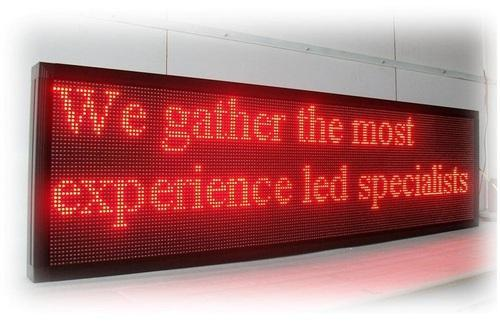 We gather the most
experience led specialists